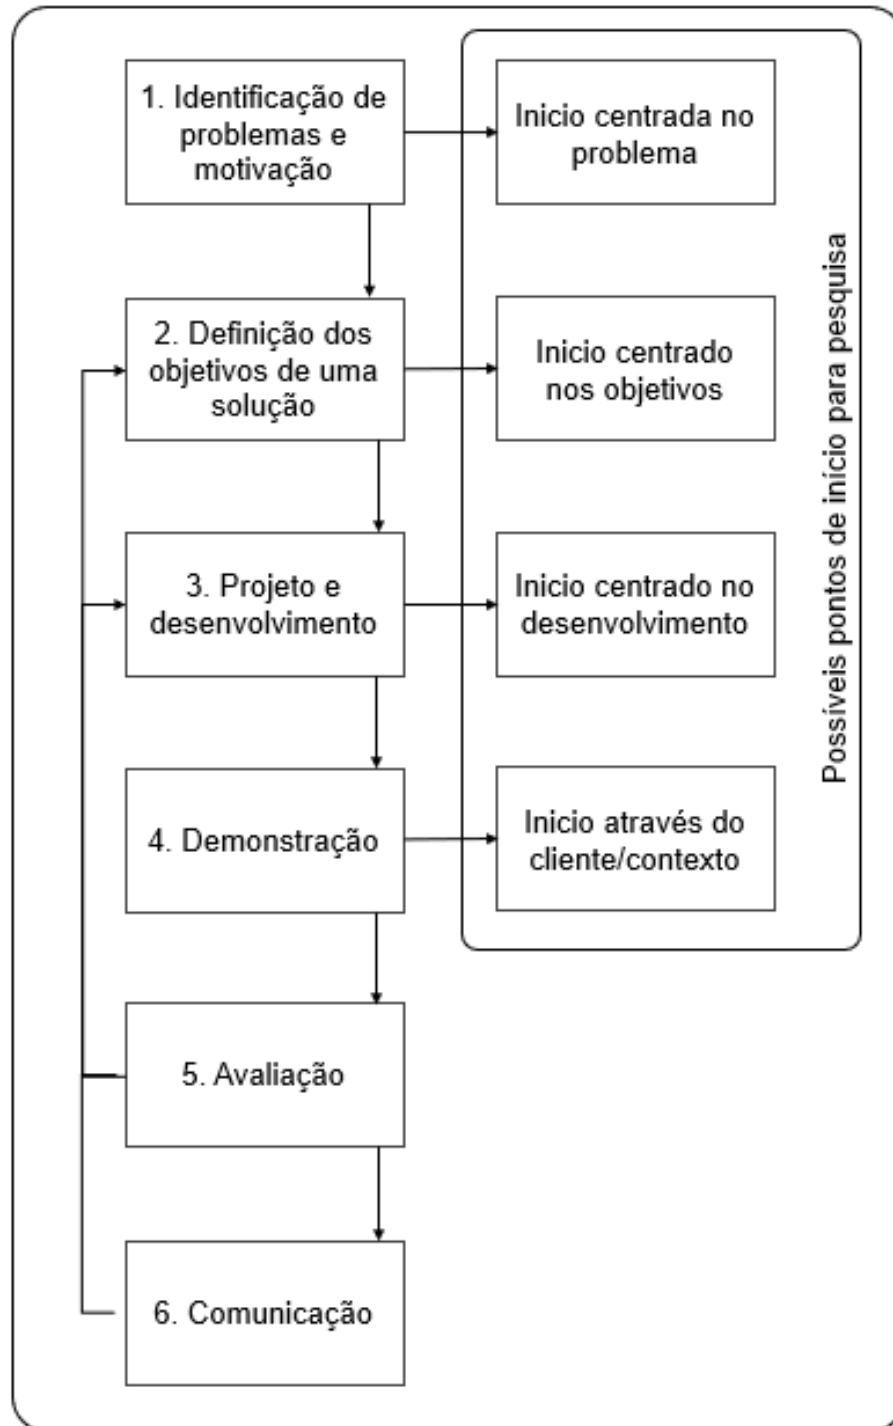 1. Identificação de
problemas e
motivação
Inicio centrada no
problema
2. Definição dos
objetivos de uma
solução
Inicio centrado
nos objetivos
3. Projeto e
desenvolvimento
Inicio centrado no
desenvolvimento
4. Demonstração
Inicio através do
cliente/contexto
5. Avaliação
6. Comunicação
Possíveis pontos de início para pesquisa